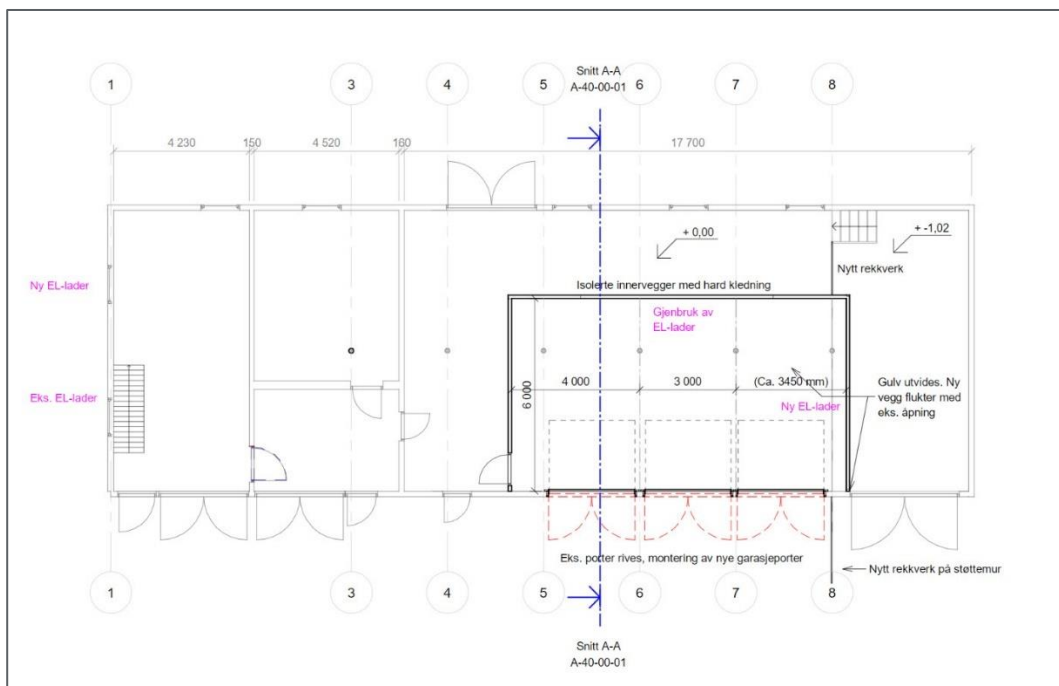 Snitt A-A
A-40-00-01
1
3
4
5
6
7
8
4 230
150
4 520
160
17 700
+ 0,00
+ -1,02
Nytt rekkverk
Ny EL-lader
Isolerte innervegger med hard kledning
Gjenbruk av
EL-lader
4 000
3 000
(Ca. 3450 mm)
6 000
Eks. EL-lader
Ny EL-lader
Gulv utvides. Ny
vegg flukter med
eks. åpning
Eks. porter rives, montering av nye garasjeporter
Nytt rekkverk på støttemur
1
3
4
5
6
7
8
Snitt A-A
A-40-00-01